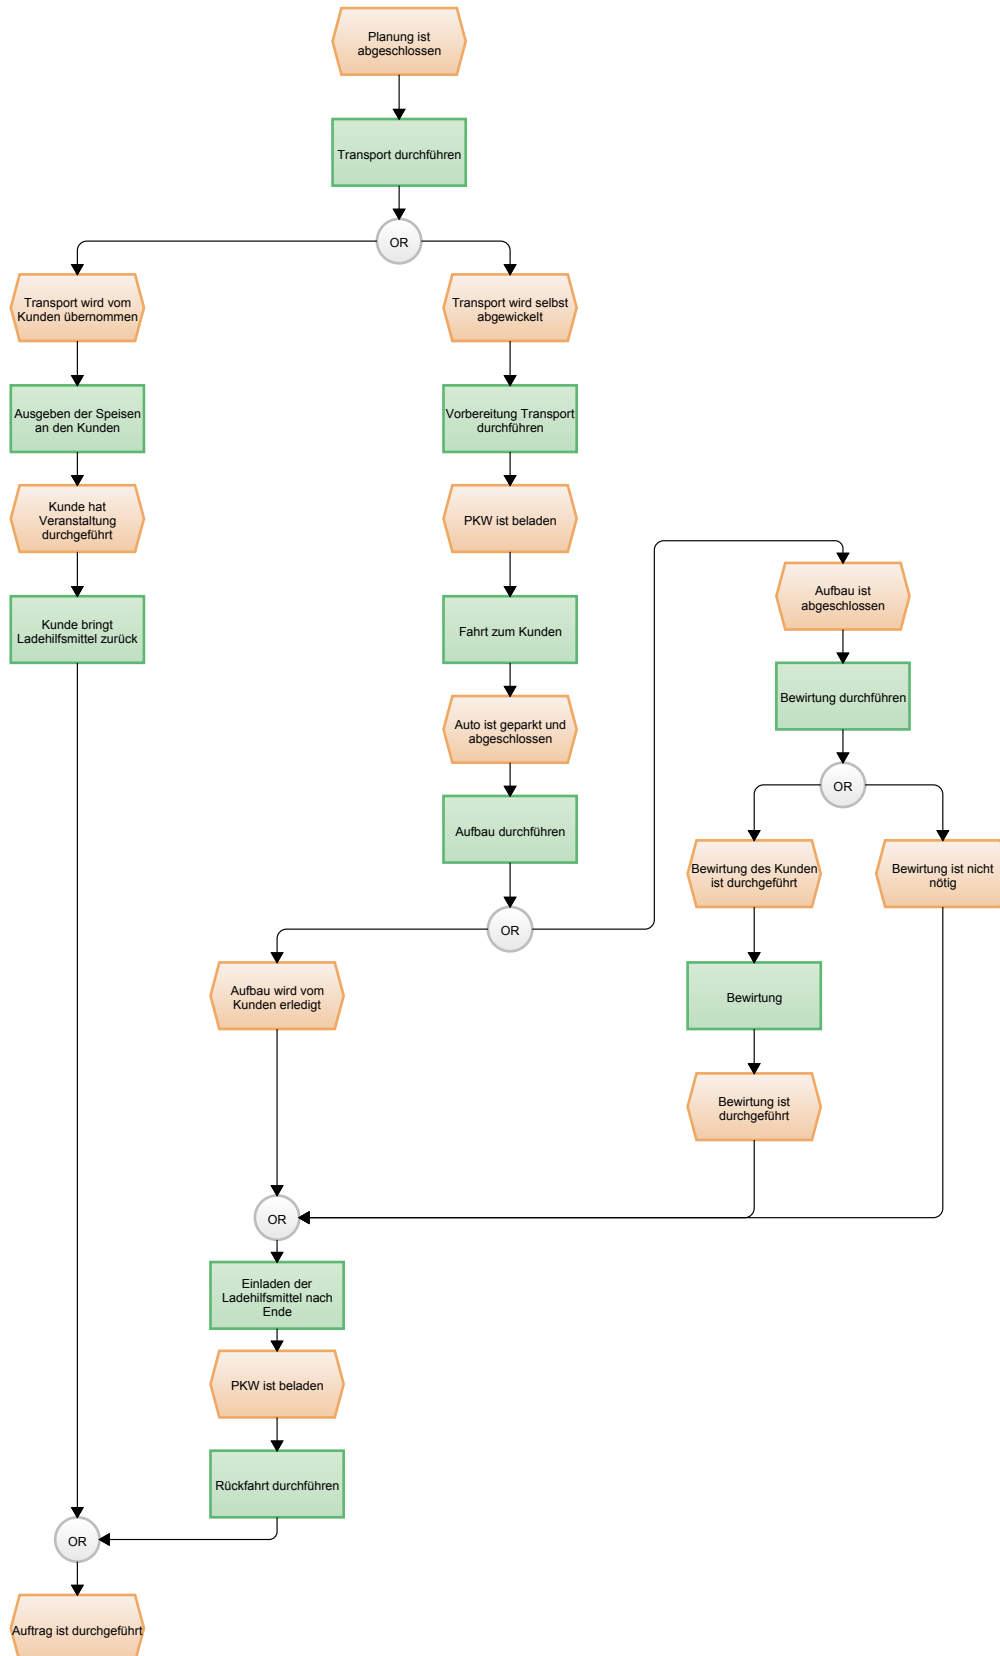 Planung ist
abgeschlossen
Transport durchführen
OR
Transport wird vom
Kunden übernommen
Transport wird selbst
abgewickelt
Ausgeben der Speisen
an den Kunden
Vorbereitung Transport
durchführen
Kunde hat
Veranstaltung
durchgeführt
PKW ist beladen
Kunde bringt
Ladehilfsmittel zurück
Fahrt zum Kunden
Aufbau ist
abgeschlossen
Bewirtung durchführen
Auto ist geparkt und
abgeschlossen
OR
Aufbau durchführen
Bewirtung des Kunden
ist durchgeführt
Bewirtung ist nicht
nötig
OR
Aufbau wird vom
Kunden erledigt
Bewirtung
Bewirtung ist
durchgeführt
OR
Einladen der
Ladehilfsmittel nach
Ende
PKW ist beladen
Rückfahrt durchführen
OR
Auftrag ist durchgeführt